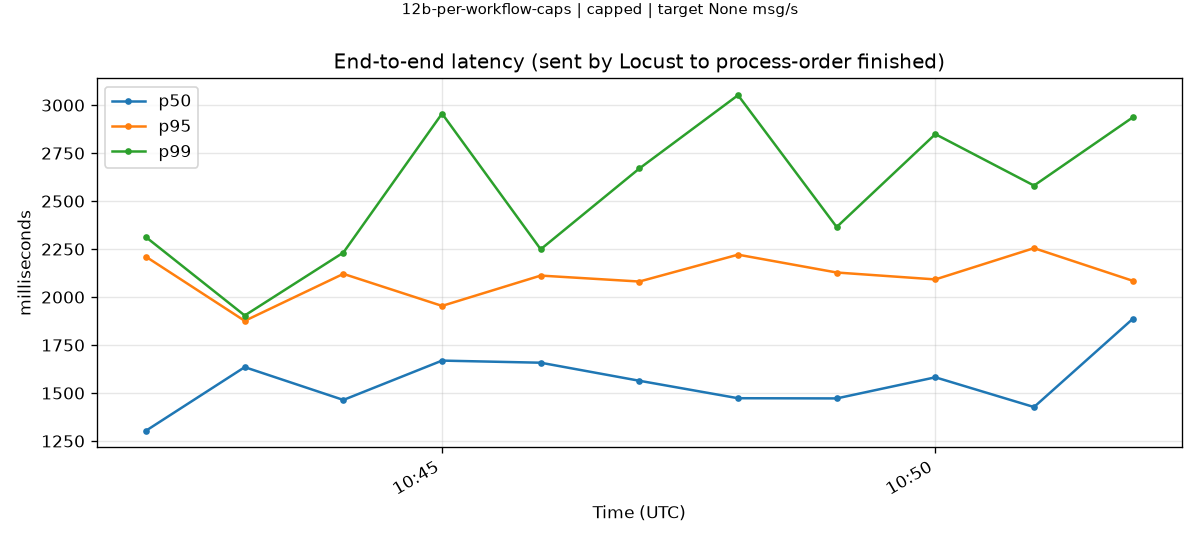 12b-per-workflow-caps | capped | target None msg/s
End-to-end latency (sent by Locust to process-order finished)
p50
p95
p99
3000
2750
2500
2250
2000
1750
1500
1250
milliseconds
10:45
10:50
Time (UTC)